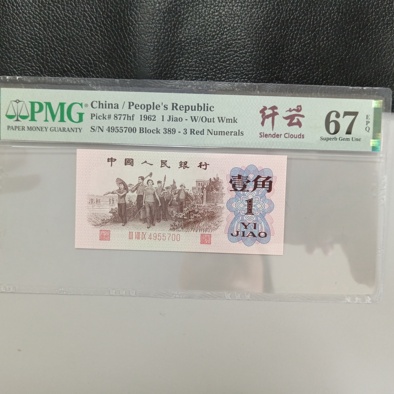 PMG
PAPER MONEY GUARANTY
China / People's Republic
Pick# 877hf 1962 1 Jiao - W/Out Wmk
S/N 4955700 Block 389 - 3 Red Numerals
纤云
Slender Clouds
67
EPQ
Superb Gem Unc
中国人民银行
壹角
1
YI
JIAO
4955700